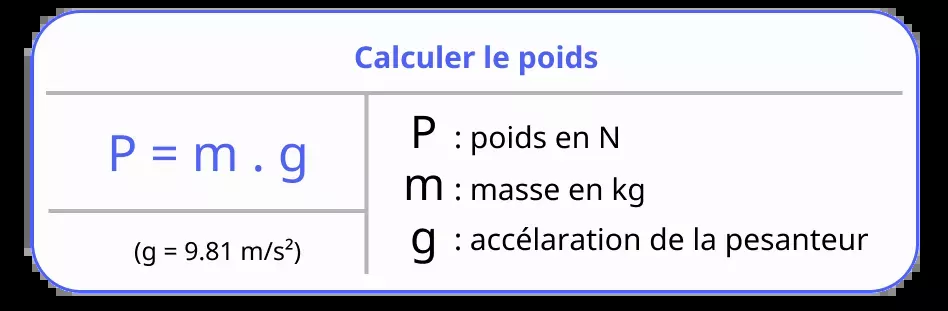 Calculer le poids
P = m . g
(g = 9.81 m/s²)
P : poids en N
m : masse en kg
g : accélaration de la pesanteur